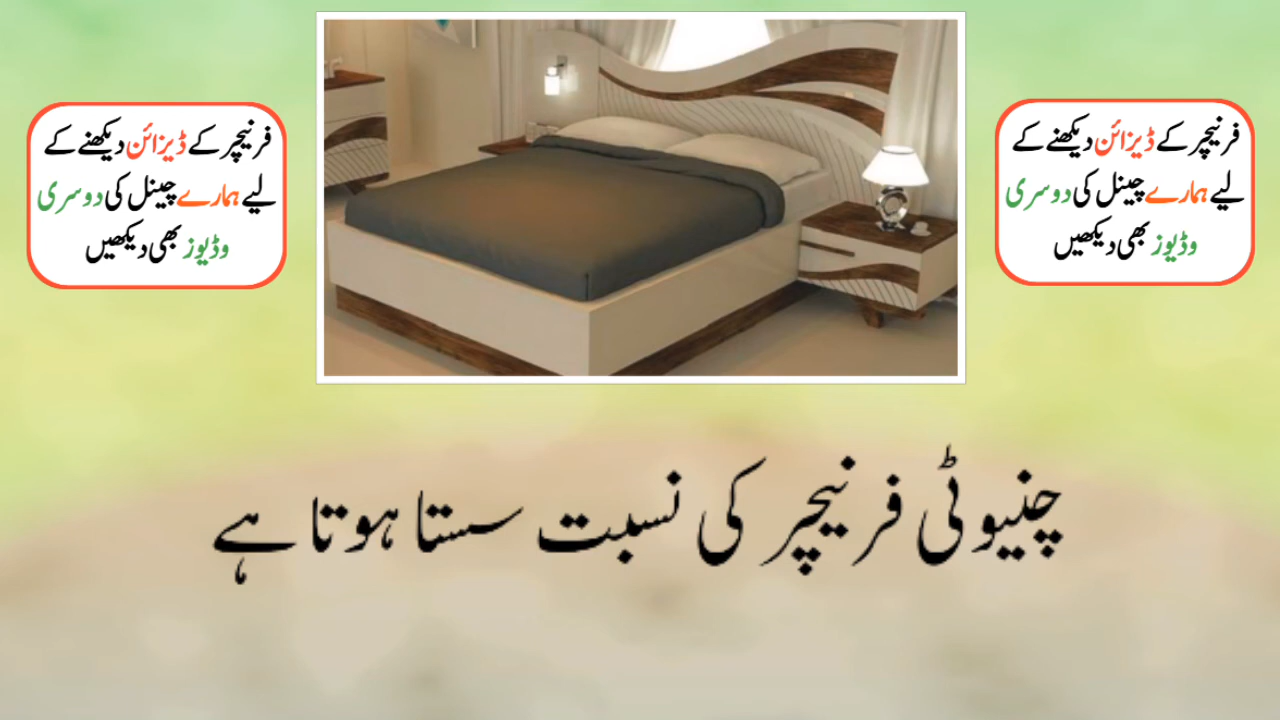 فرنیچر کے ڈیزائن دیکھنے کے
لیے ہمارے چینل کی دوسری
وڈیوز بھی دیکھیں
فرنیچر کے ڈیزائن دیکھنے کے
لیے ہمارے چینل کی دوسری
وڈیوز بھی دیکھیں
چنیوٹی فرنیچر کی نسبت سستا ہوتا ہے